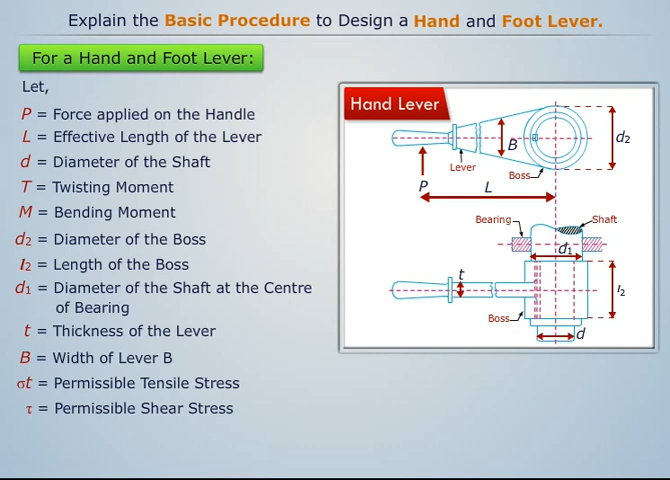 Explain the Basic Procedure to Design a Hand and Foot Lever.
For a Hand and Foot Lever:
Let,
P = Force applied on the Handle
L = Effective Length of the Lever
d = Diameter of the Shaft
T = Twisting Moment
M = Bending Moment
d2 = Diameter of the Boss
l2 = Length of the Boss
d1 = Diameter of the Shaft at the Centre
of Bearing
t = Thickness of the Lever
B = Width of Lever B
σt = Permissible Tensile Stress
τ = Permissible Shear Stress
Hand Lever
B
d2
Lever
Boss
P
L
Bearing
Shaft
d1
t
l2
Boss
d